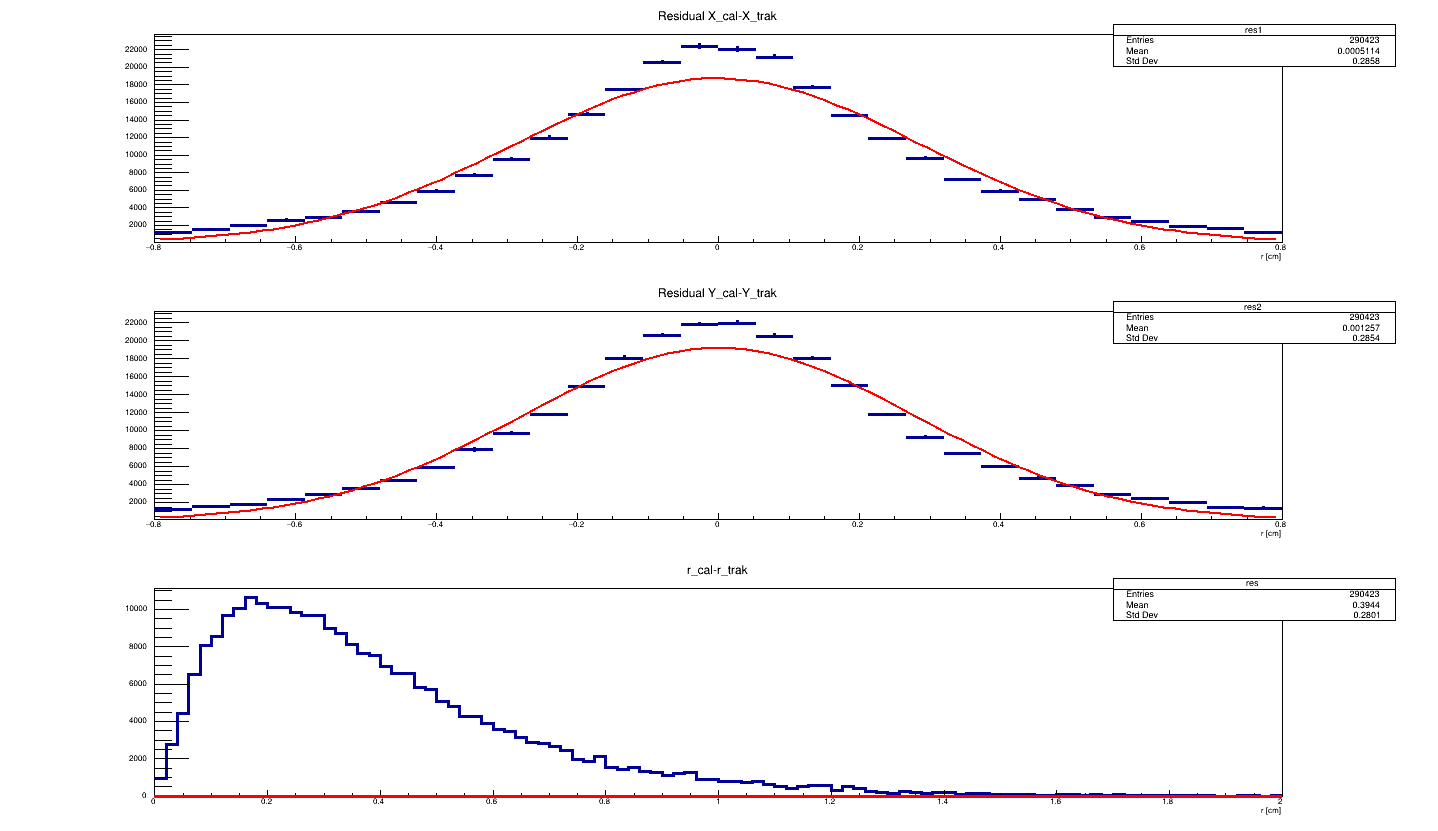 Residual X_cal-X_trak
res1
Entries 290423
Mean 0.0005114
Std Dev 0.2858
22000
20000
18000
16000
14000
12000
10000
8000
6000
4000
2000
-0.8 -0.6 -0.4 -0.2 0 0.2 0.4 0.6 0.8
r [cm]
Residual Y_cal-Y_trak
res2
Entries 290423
Mean 0.001257
Std Dev 0.2854
22000
20000
18000
16000
14000
12000
10000
8000
6000
4000
2000
-0.8 -0.6 -0.4 -0.2 0 0.2 0.4 0.6 0.8
r [cm]
r_cal-r_trak
res
Entries 290423
Mean 0.3944
Std Dev 0.2801
10000
8000
6000
4000
2000
0
0 0.2 0.4 0.6 0.8 1 1.2 1.4 1.6 1.8 2
r [cm]